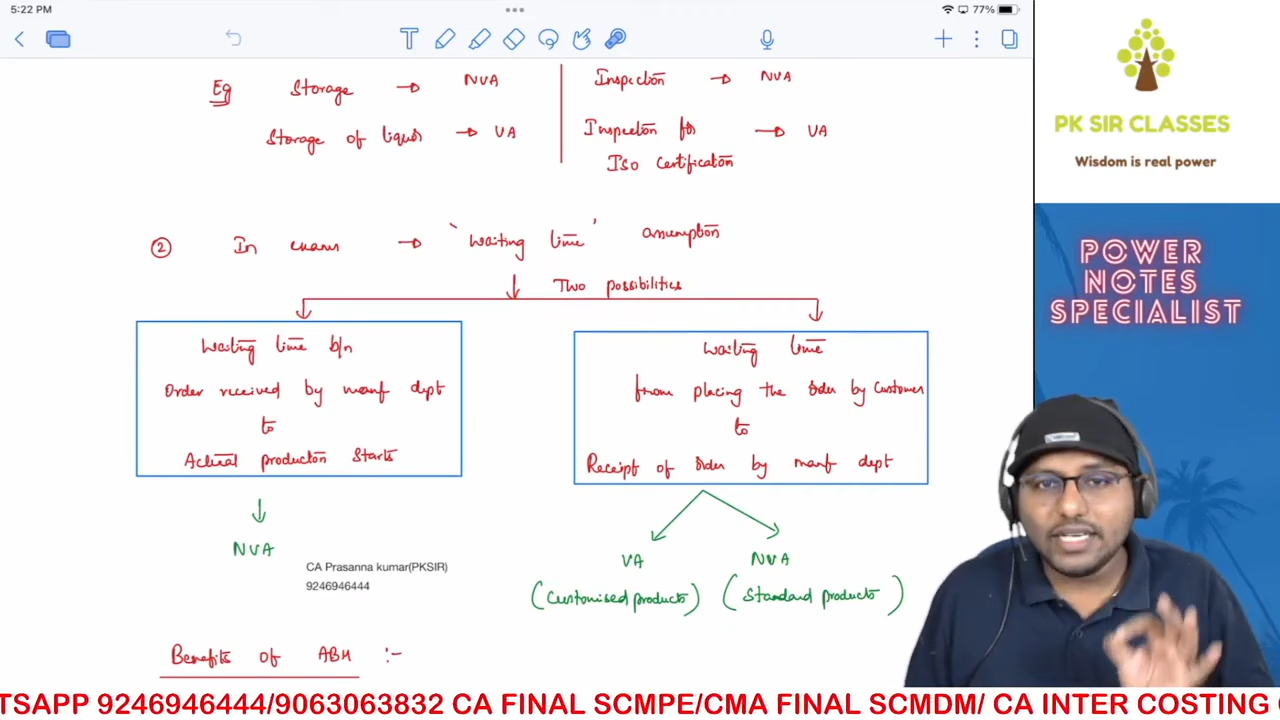 5:22 PM
77%
T
Eg Storage → NVA
Inspection → NVA
Storage of liquor → VA
Inspection for → VA
ISO certification
② In exams → 'Waiting time' assumption
Two possibilities
Waiting time b/n
Order received by manf dept
to
Actual production starts
NVA
Waiting time
from placing the order by customer
to
Receipt of order by manf dept
VA
(Customised products)
NVA
(Standard products)
CA Prasanna kumar(PKSIR)
9246946444
Benefits of ABM :-
PK SIR CLASSES
Wisdom is real power
POWER
NOTES
SPECIALIST
TSAPP 9246946444/9063063832 CA FINAL SCMPE/CMA FINAL SCMDM/ CA INTER COSTING